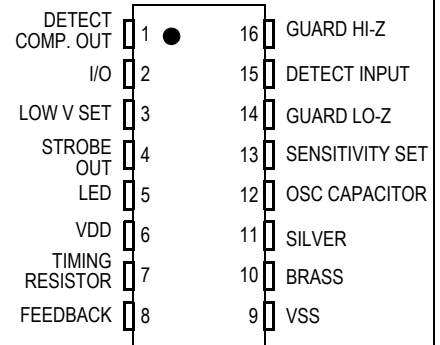 DETECT
COMP. OUT
1
16
GUARD HI-Z
I/O
2
15
DETECT INPUT
LOW V SET
3
14
GUARD LO-Z
STROBE
OUT
4
13
SENSITIVITY SET
LED
5
12
OSC CAPACITOR
VDD
6
11
SILVER
TIMING
RESISTOR
7
10
BRASS
FEEDBACK
8
9
VSS